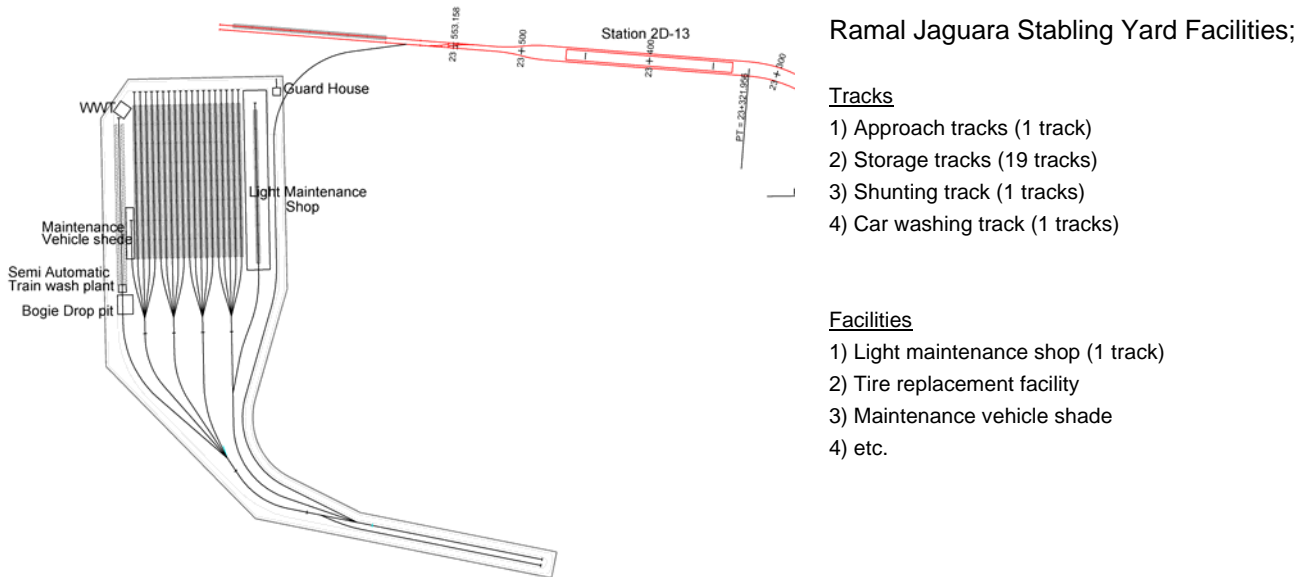 Ramal Jaguara Stabling Yard Facilities;
Tracks
1) Approach tracks (1 track)
2) Storage tracks (19 tracks)
3) Shunting track (1 tracks)
4) Car washing track (1 tracks)
Facilities
1) Light maintenance shop (1 track)
2) Tire replacement facility
3) Maintenance vehicle shade
4) etc.
Station 2D-13
23 + 553.158
23 + 500
23 + 400
23 + 300
PT = 23+321.956
Guard House
WWT
Light Maintenance
Shop
Maintenance
Vehicle shede
Semi Automatic
Train wash plant
Bogie Drop pit